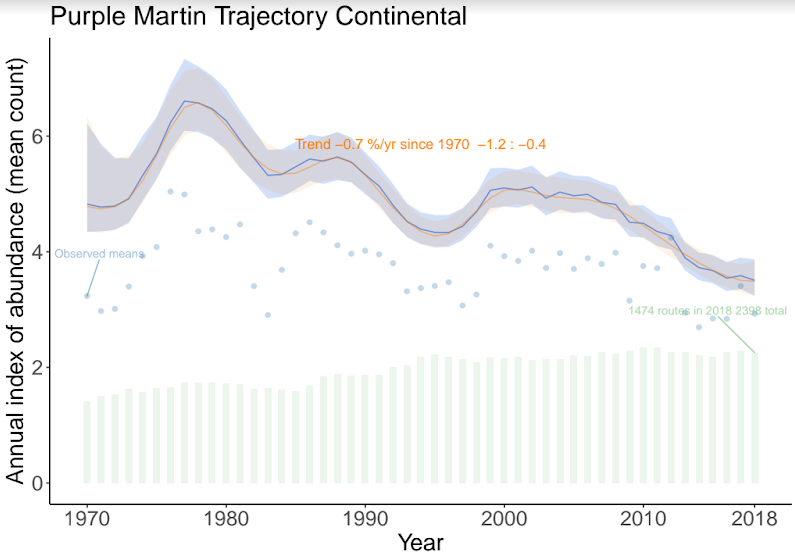 Purple Martin Trajectory Continental
Annual index of abundance (mean count)
6
4
2
0
Trend −0.7 %/yr since 1970 −1.2 : −0.4
Observed means
1474 routes in 2018 2398 total
1970
1980
1990
2000
2010
2018
Year